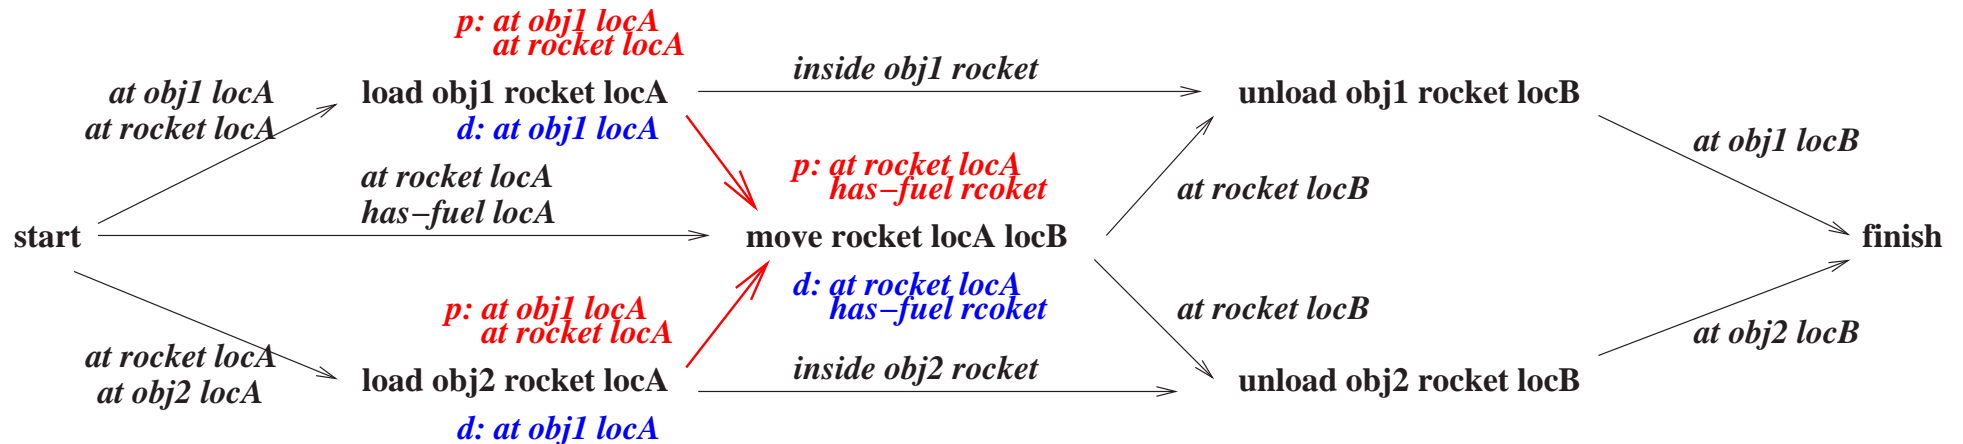 p: at obj1 locA
at rocket locA
inside obj1 rocket
at obj1 locA
at rocket locA
load obj1 rocket locA
d: at obj1 locA
unload obj1 rocket locB
at obj1 locB
at rocket locA
has-fuel locA
p: at rocket locA
has-fuel rcoket
at rocket locB
start
move rocket locA locB
finish
d: at rocket locA
has-fuel rcoket
p: at obj1 locA
at rocket locA
at rocket locB
at obj2 locB
at rocket locA
at obj2 locA
load obj2 rocket locA
d: at obj1 locA
inside obj2 rocket
unload obj2 rocket locB